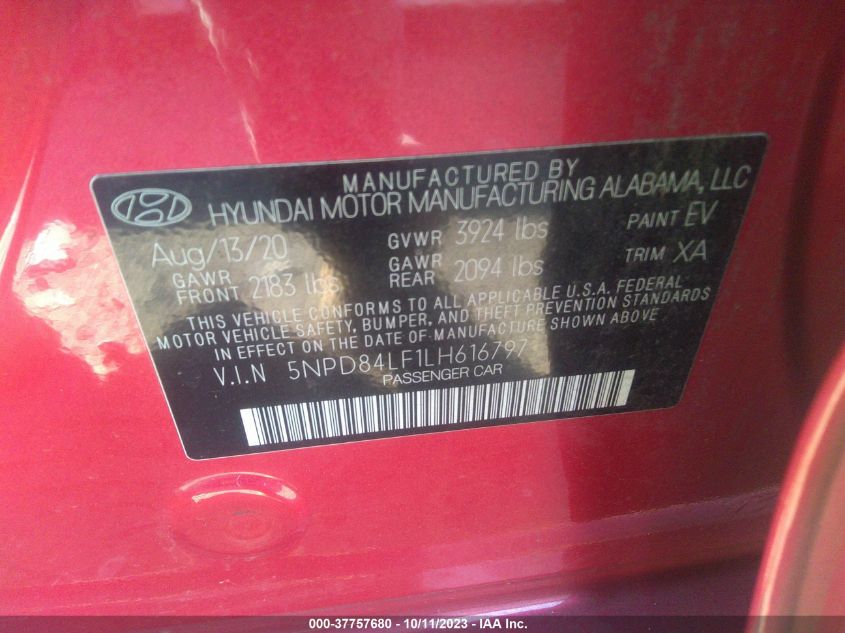 MANUFACTURED BY
HYUNDAI MOTOR MANUFACTURING ALABAMA, LLC
Aug/13/20 GVWR 3924 lbs PAINT EV
GAWR FRONT 2183 lbs GAWR REAR 2094 lbs TRIM XA
THIS VEHICLE CONFORMS TO ALL APPLICABLE U.S.A. FEDERAL
MOTOR VEHICLE SAFETY, BUMPER, AND THEFT PREVENTION STANDARDS
IN EFFECT ON THE DATE OF MANUFACTURE SHOWN ABOVE
V.I.N 5NPD84LF1LH616797
PASSENGER CAR
000-37757680 - 10/11/2023 - IAA Inc.